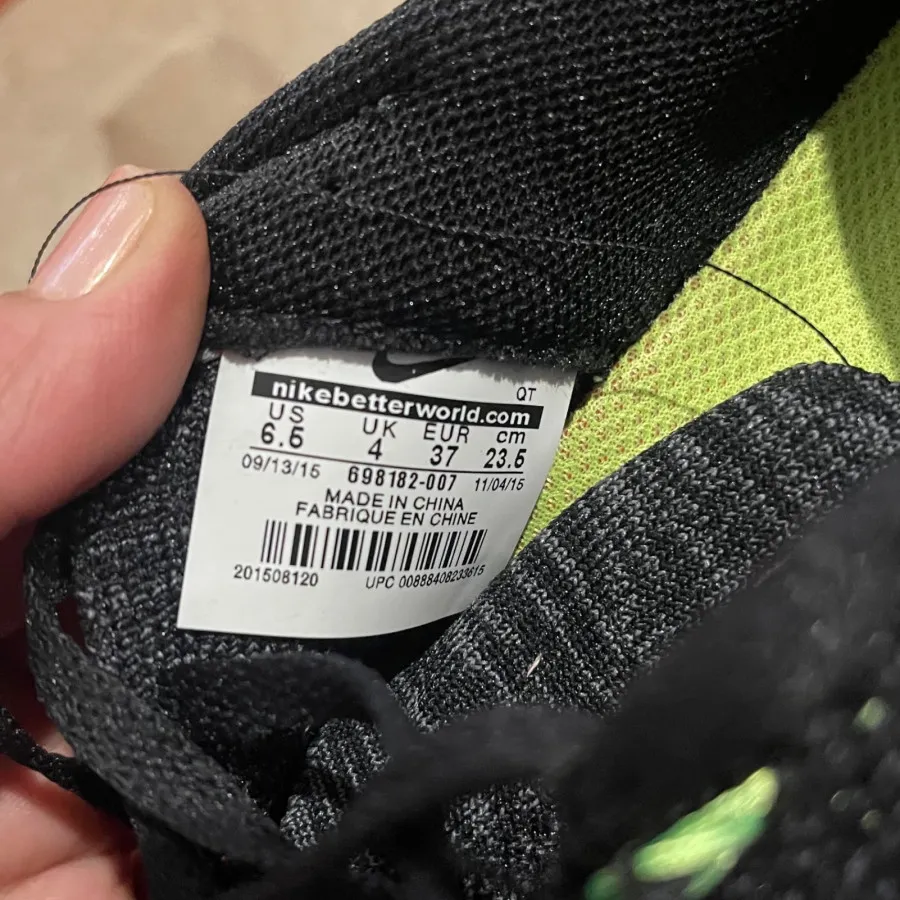 QT
nikebetterworld.com
US UK EUR cm
6.5 4 37 23.5
09/13/15 698182-007 11/04/15
MADE IN CHINA
FABRIQUE EN CHINE
201508120 UPC 00888408233615